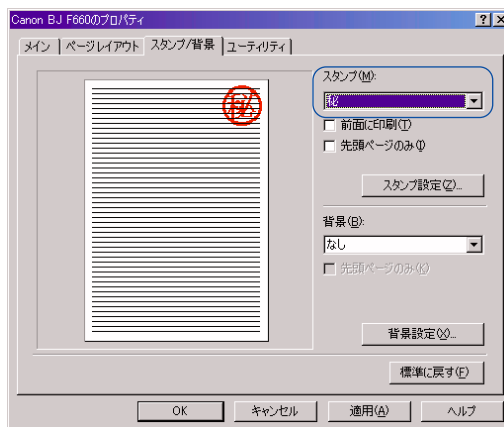 Canon BJ F660のプロパティ
メイン
ページレイアウト
スタンプ/背景
ユーティリティ
スタンプ(M):
秘
秘
前面に印刷(T)
先頭ページのみ(I)
スタンプ設定(Z)...
背景(B):
なし
先頭ページのみ(K)
背景設定(X)...
標準に戻す(F)
OK
キャンセル
適用(A)
ヘルプ